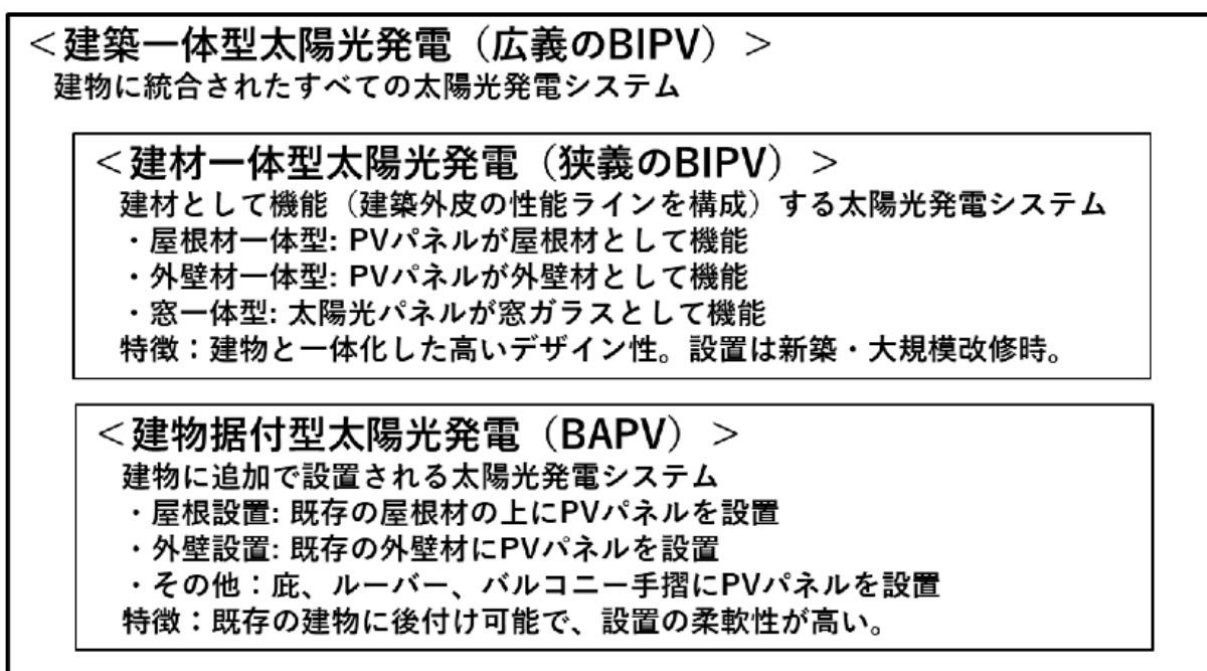 ＜建築一体型太陽光発電（広義のBIPV）＞
建物に統合されたすべての太陽光発電システム
＜建材一体型太陽光発電（狭義のBIPV）＞
建材として機能（建築外皮の性能ラインを構成）する太陽光発電システム
・屋根材一体型: PVパネルが屋根材として機能
・外壁材一体型: PVパネルが外壁材として機能
・窓一体型: 太陽光パネルが窓ガラスとして機能
特徴：建物と一体化した高いデザイン性。設置は新築・大規模改修時。
＜建物据付型太陽光発電（BAPV）＞
建物に追加で設置される太陽光発電システム
・屋根設置: 既存の屋根材の上にPVパネルを設置
・外壁設置: 既存の外壁材にPVパネルを設置
・その他：庇、ルーバー、バルコニー手摺にPVパネルを設置
特徴：既存の建物に後付け可能で、設置の柔軟性が高い。